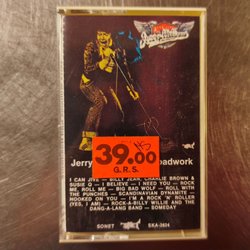 Jerry
eadwork
39.00
G.R.S.
I CAN JIVE — BILLY JEAN, CHARLIE BROWN &
SUSIE Q — I BELIEVE — I NEED YOU — ROCK
ME, ROLL ME — BIG BAD WOLF — ROLL WITH
THE PUNCHES — SCANDINAVIAN DYNAMITE —
HOOKED ON YOU — I'M A ROCK 'N' ROLLER
(YES, I AM) — ROCK-A-BILLY WILLIE AND THE
DANG-A-LANG BAND — SOMEDAY
SONET
SKA-2624